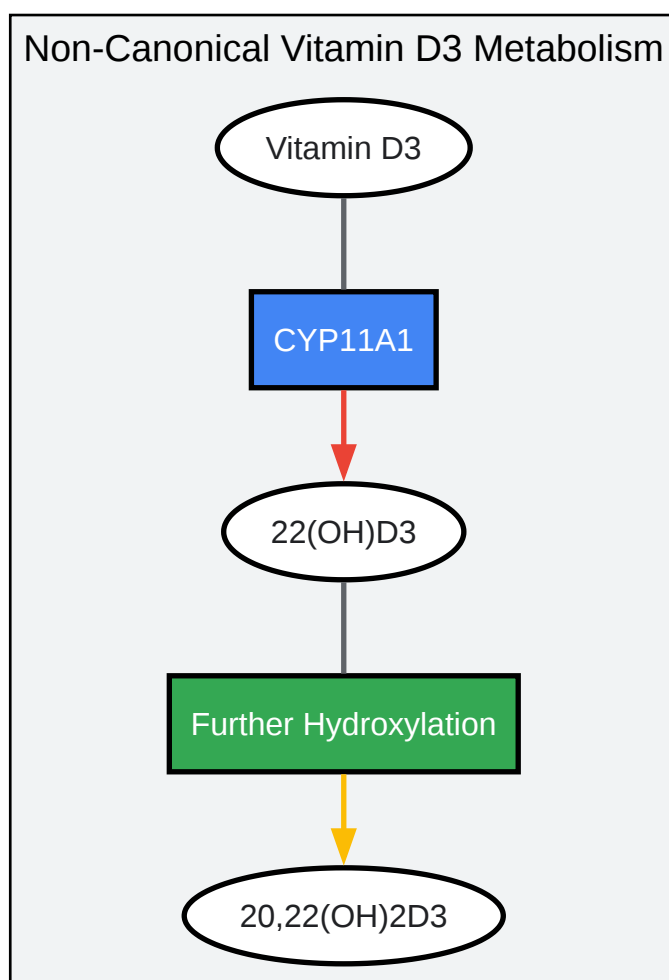 Non-Canonical Vitamin D3 Metabolism
Vitamin D3
CYP11A1
22(OH)D3
Further Hydroxylation
20,22(OH)2D3